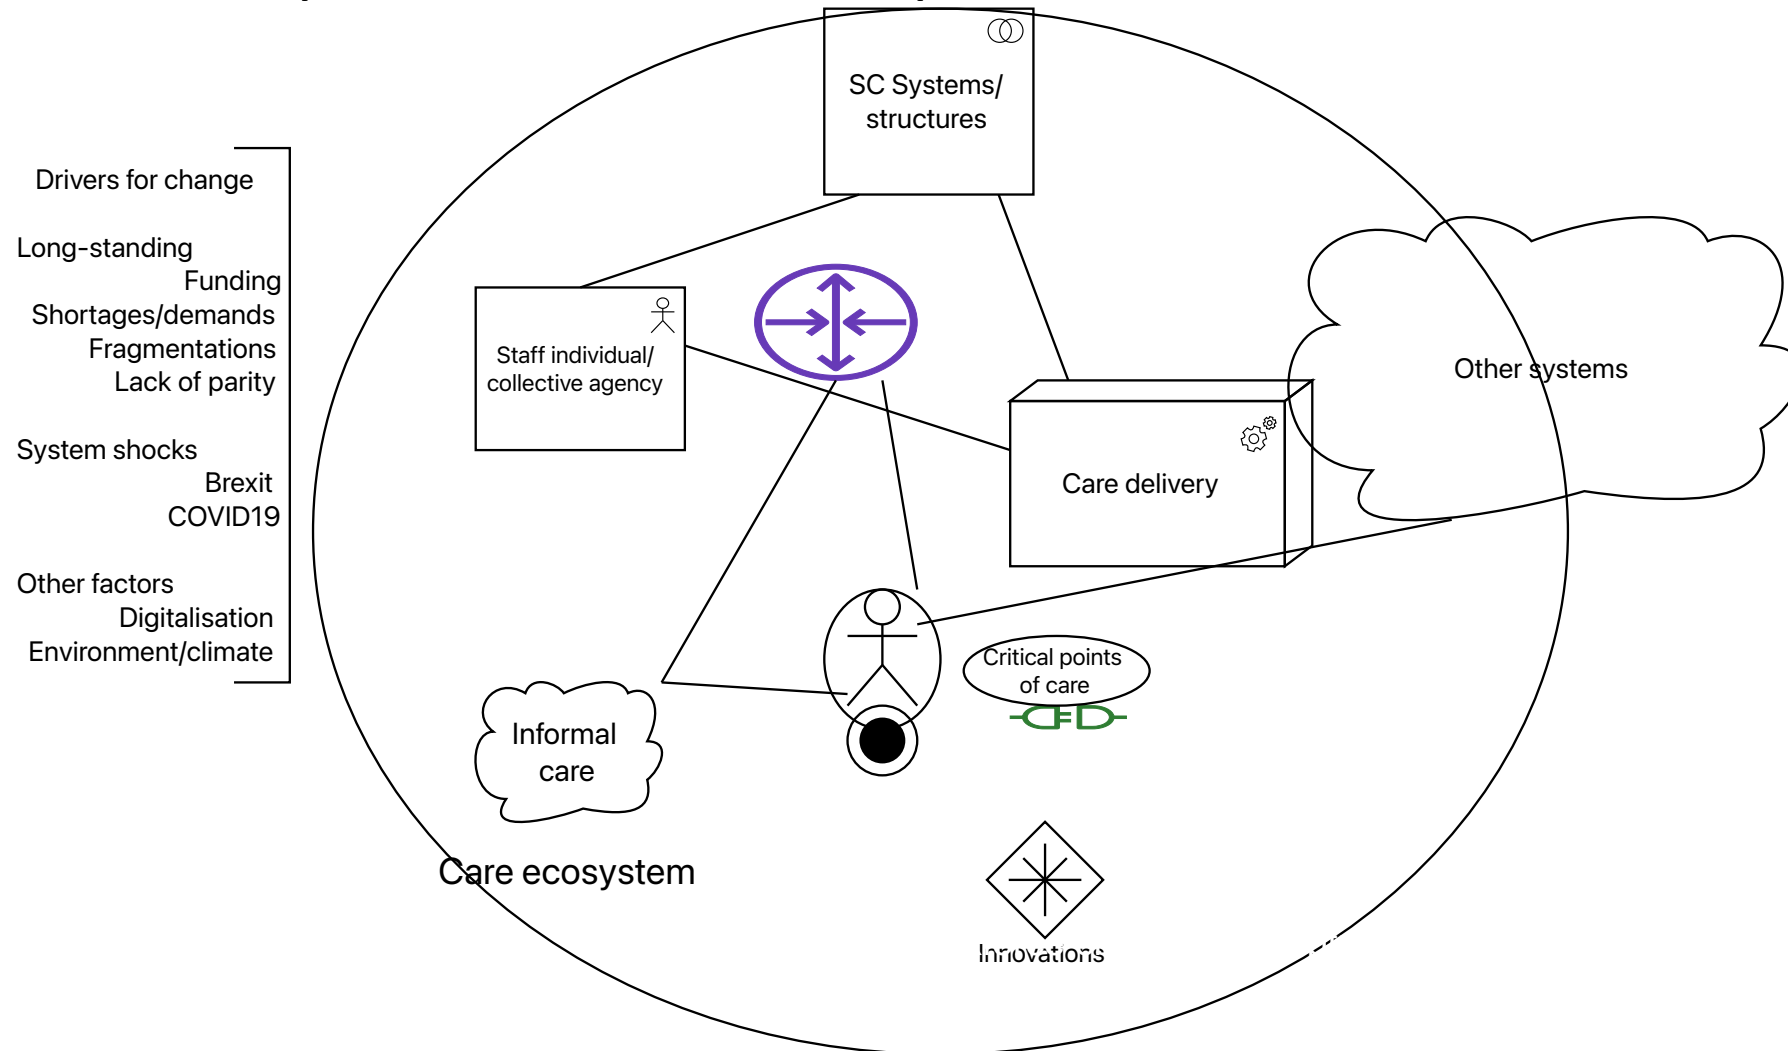 Drivers for change
Long-standing
Funding
Shortages/demands
Fragmentations
Lack of parity
System shocks
Brexit
COVID19
Other factors
Digitalisation
Environment/climate
SC Systems/
structures
Staff individual/
collective agency
Care delivery
Other systems
Critical points
of care
Informal
care
Care ecosystem
Innovations